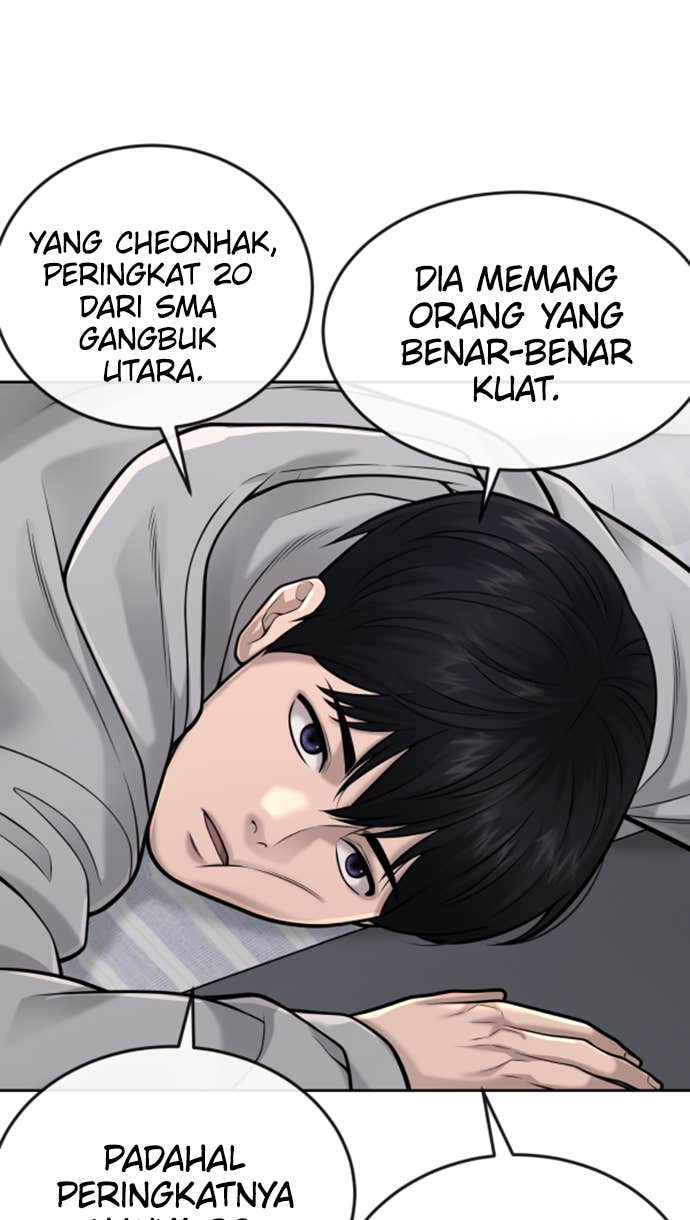 YANG CHEONHAK,
PERINGKAT 20
DARI SMA
GANGBUK
UTARA.
DIA MEMANG
ORANG YANG
BENAR-BENAR
KUAT.
PADAHAL
PERINGKATNYA